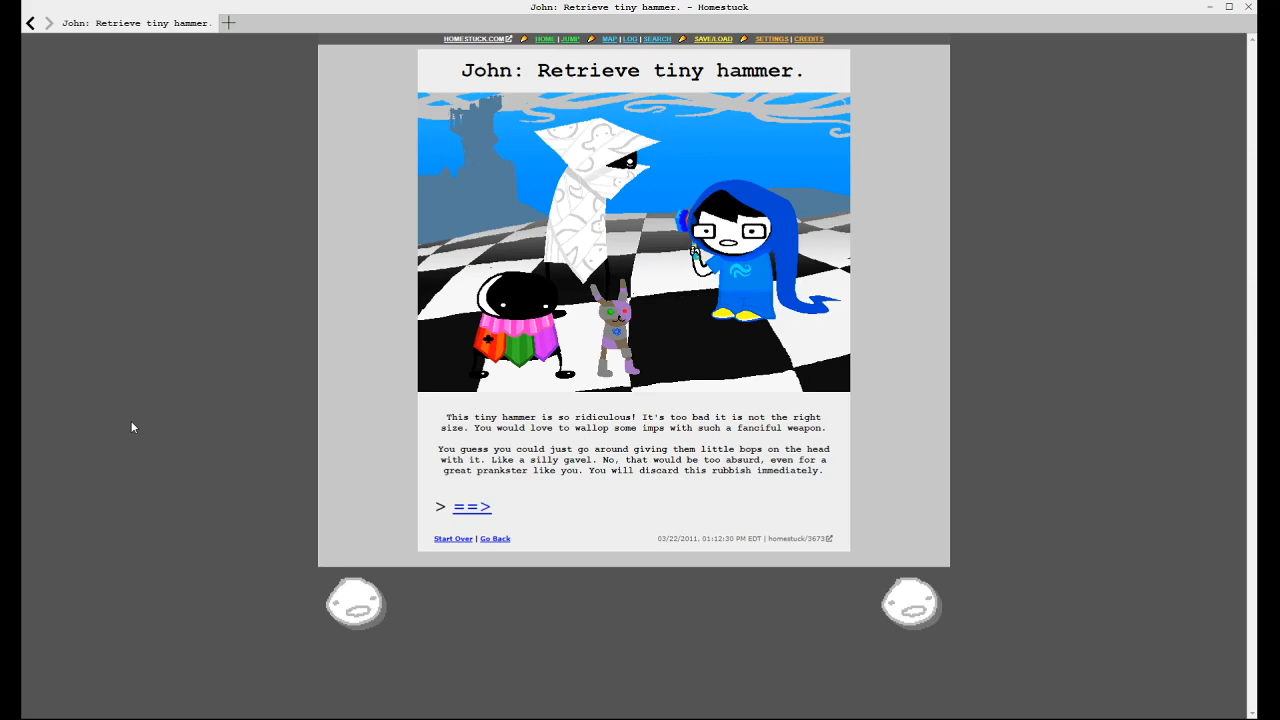 John: Retrieve tiny hammer. - Homestuck
John: Retrieve tiny hammer.
HOMESTUCK.COM HOME | JUMP MAP | LOG | SEARCH SAVE/LOAD SETTINGS | CREDITS
John: Retrieve tiny hammer.
This tiny hammer is so ridiculous! It's too bad it is not the right
size. You would love to wallop some imps with such a fanciful weapon.
You guess you could just go around giving them little bops on the head
with it. Like a silly gavel. No, that would be too absurd, even for a
great prankster like you. You will discard this rubbish immediately.
> ==>
Start Over | Go Back 03/22/2011, 01:12:30 PM EDT | homestuck/3673